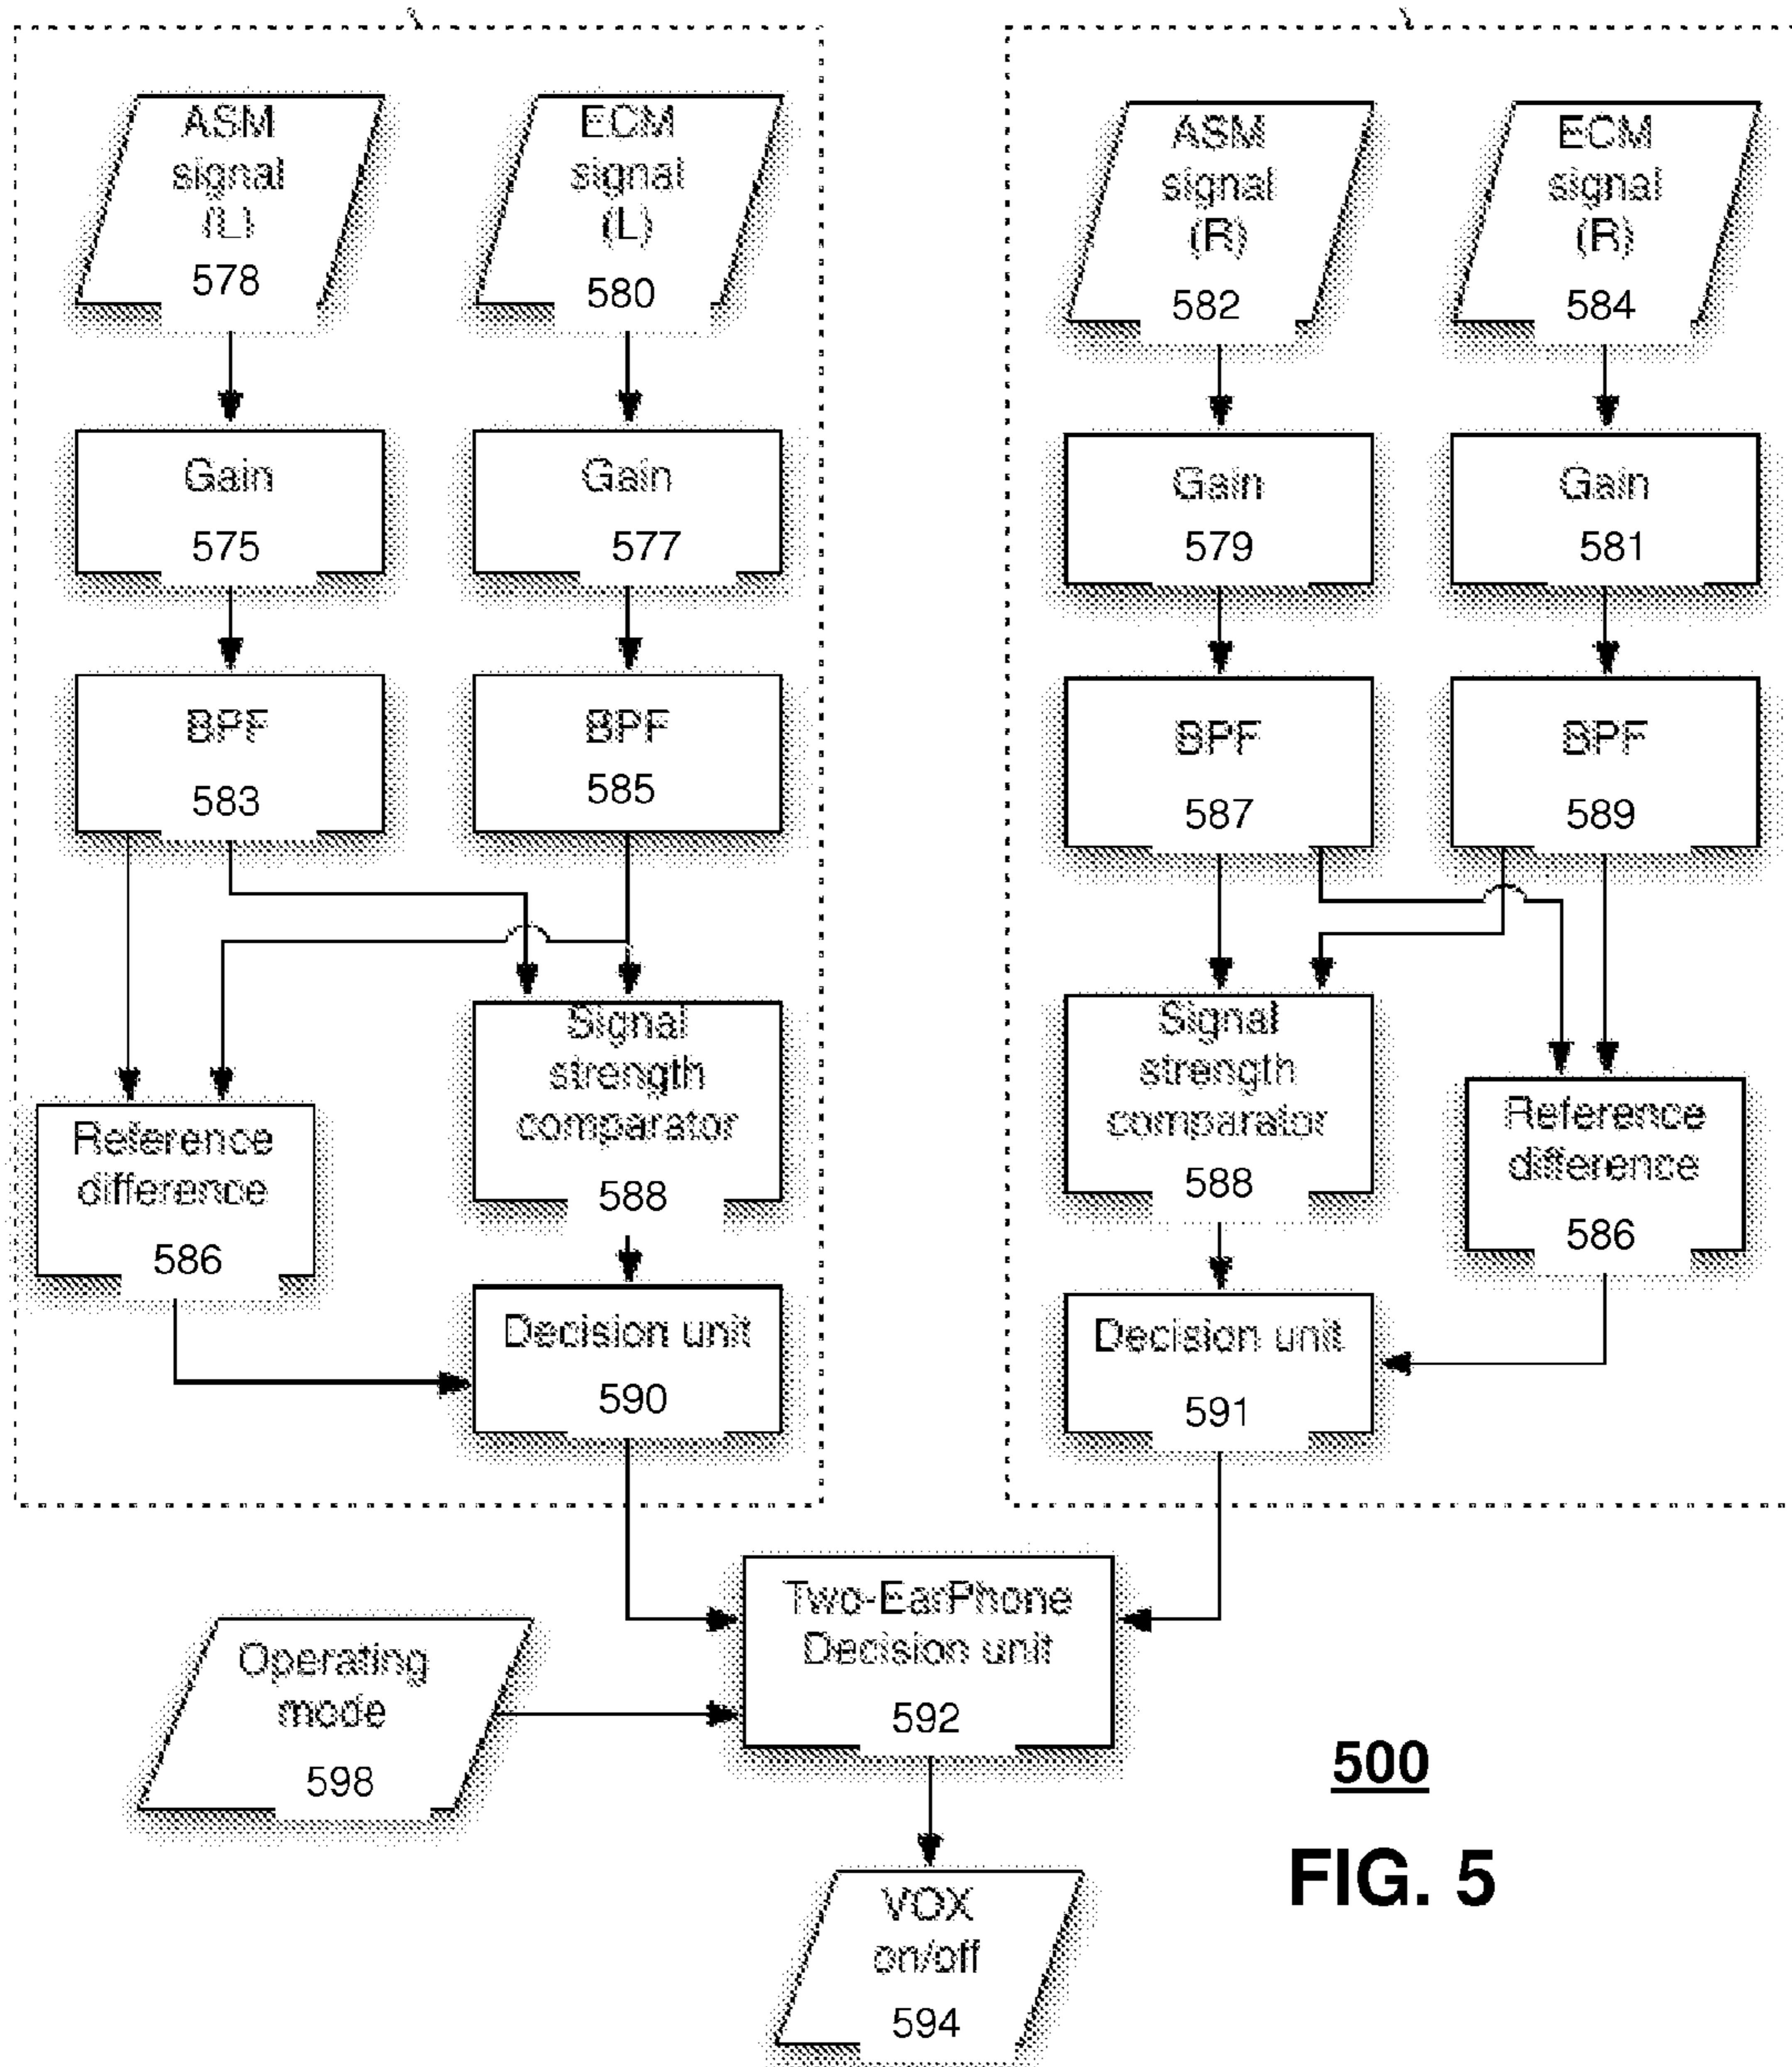 ASM
signal
(L)
578
ECM
signal
(L)
580
Gain
575
Gain
577
BPF
583
BPF
585
Signal
strength
comparator
588
Reference
difference
586
Decision unit
590
ASM
signal
(R)
582
ECM
signal
(R)
584
Gain
579
Gain
581
BPF
587
BPF
589
Signal
strength
comparator
588
Reference
difference
586
Decision unit
591
Two-EarPhone
Decision unit
592
Operating
mode
598
VOX
on/off
594
500
FIG. 5